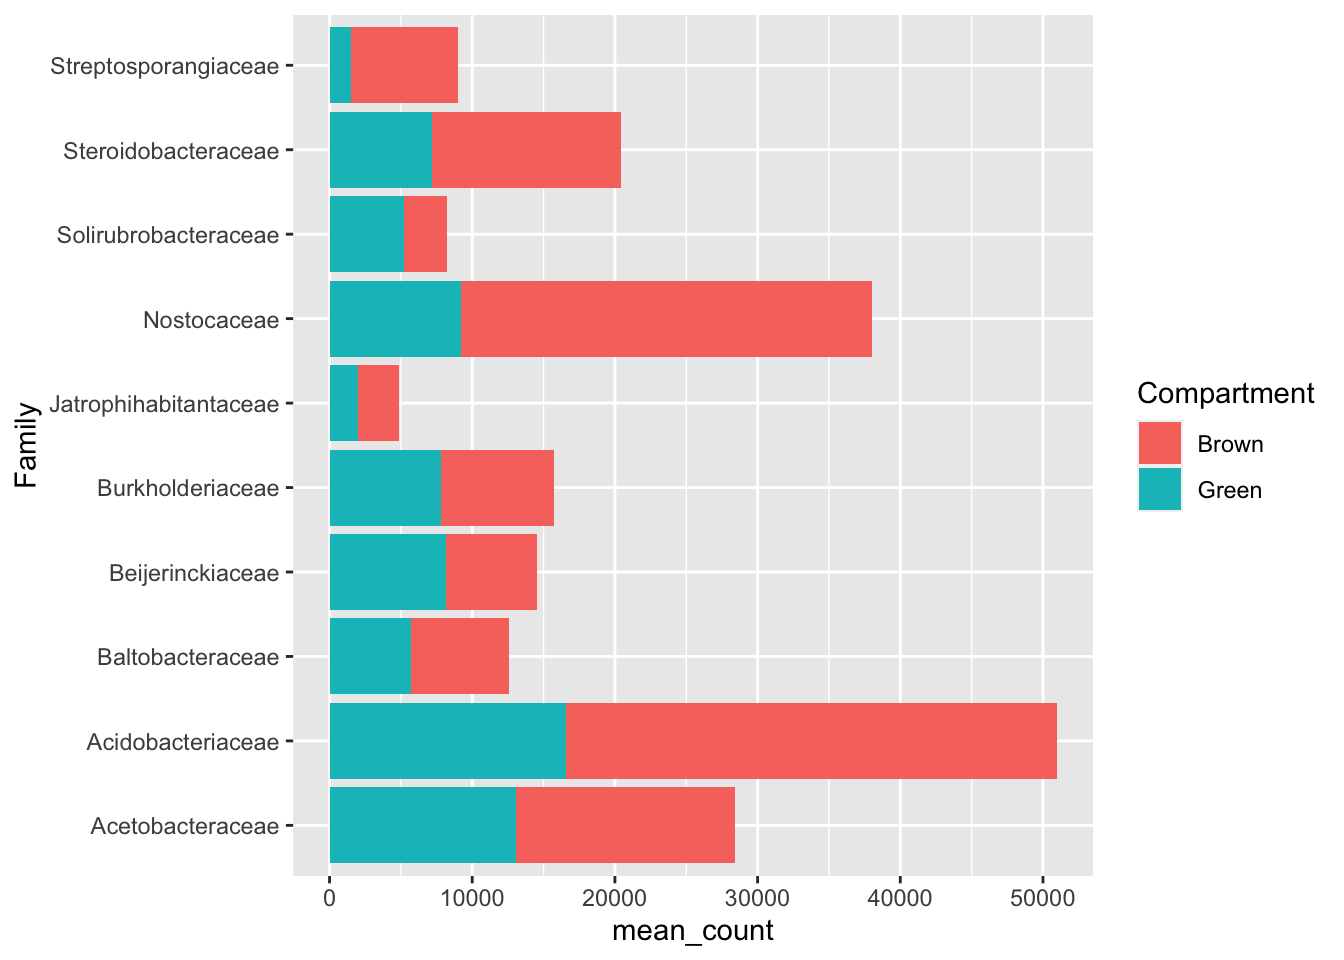 Streptosporangiaceae
Steroidobacteraceae
Solirubrobacteraceae
Nostocaceae
Jatrophihabitantaceae
Burkholderiaceae
Beijerinckiaceae
Baltobacteraceae
Acidobacteriaceae
Acetobacteraceae
Family
0 10000 20000 30000 40000 50000
mean_count
Compartment
Brown
Green